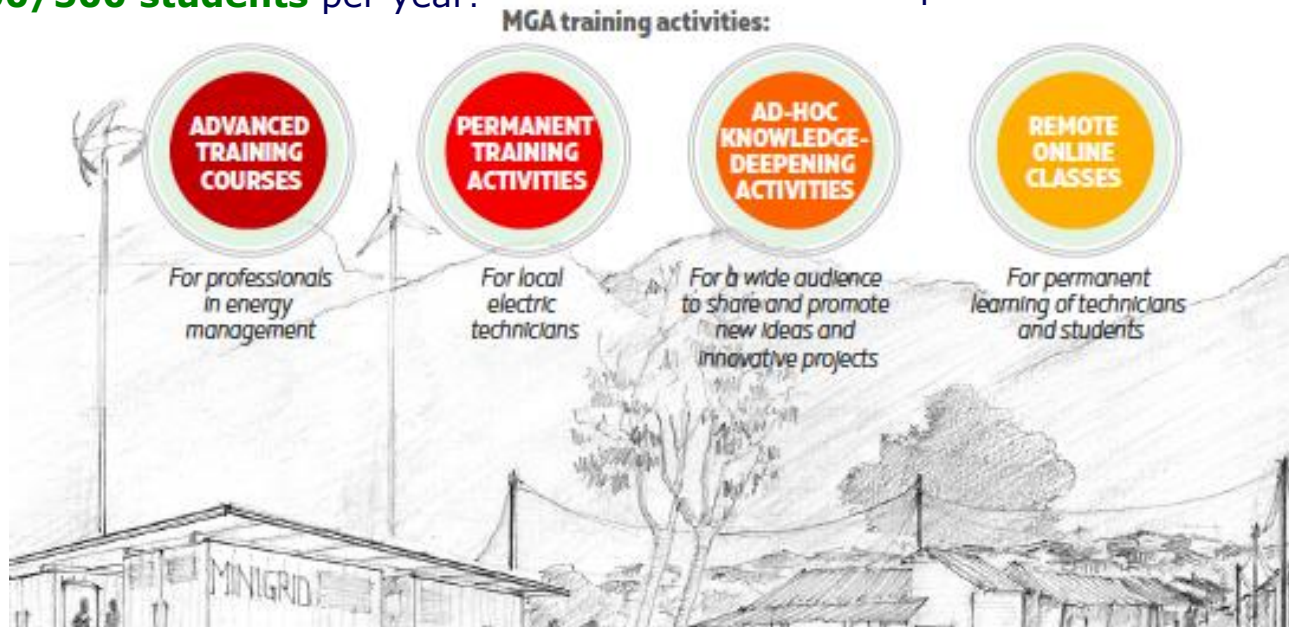 /500 students per year.
MGA training activities:
ADVANCED
TRAINING
COURSES
PERMANENT
TRAINING
ACTIVITIES
AD-HOC
KNOWLEDGE-
DEEPENING
ACTIVITIES
REMOTE
ONLINE
CLASSES
For professionals
in energy
management
For local
electric
technicians
For a wide audience
to share and promote
new ideas and
innovative projects
For permanent
learning of technicians
and students
MINIGRID